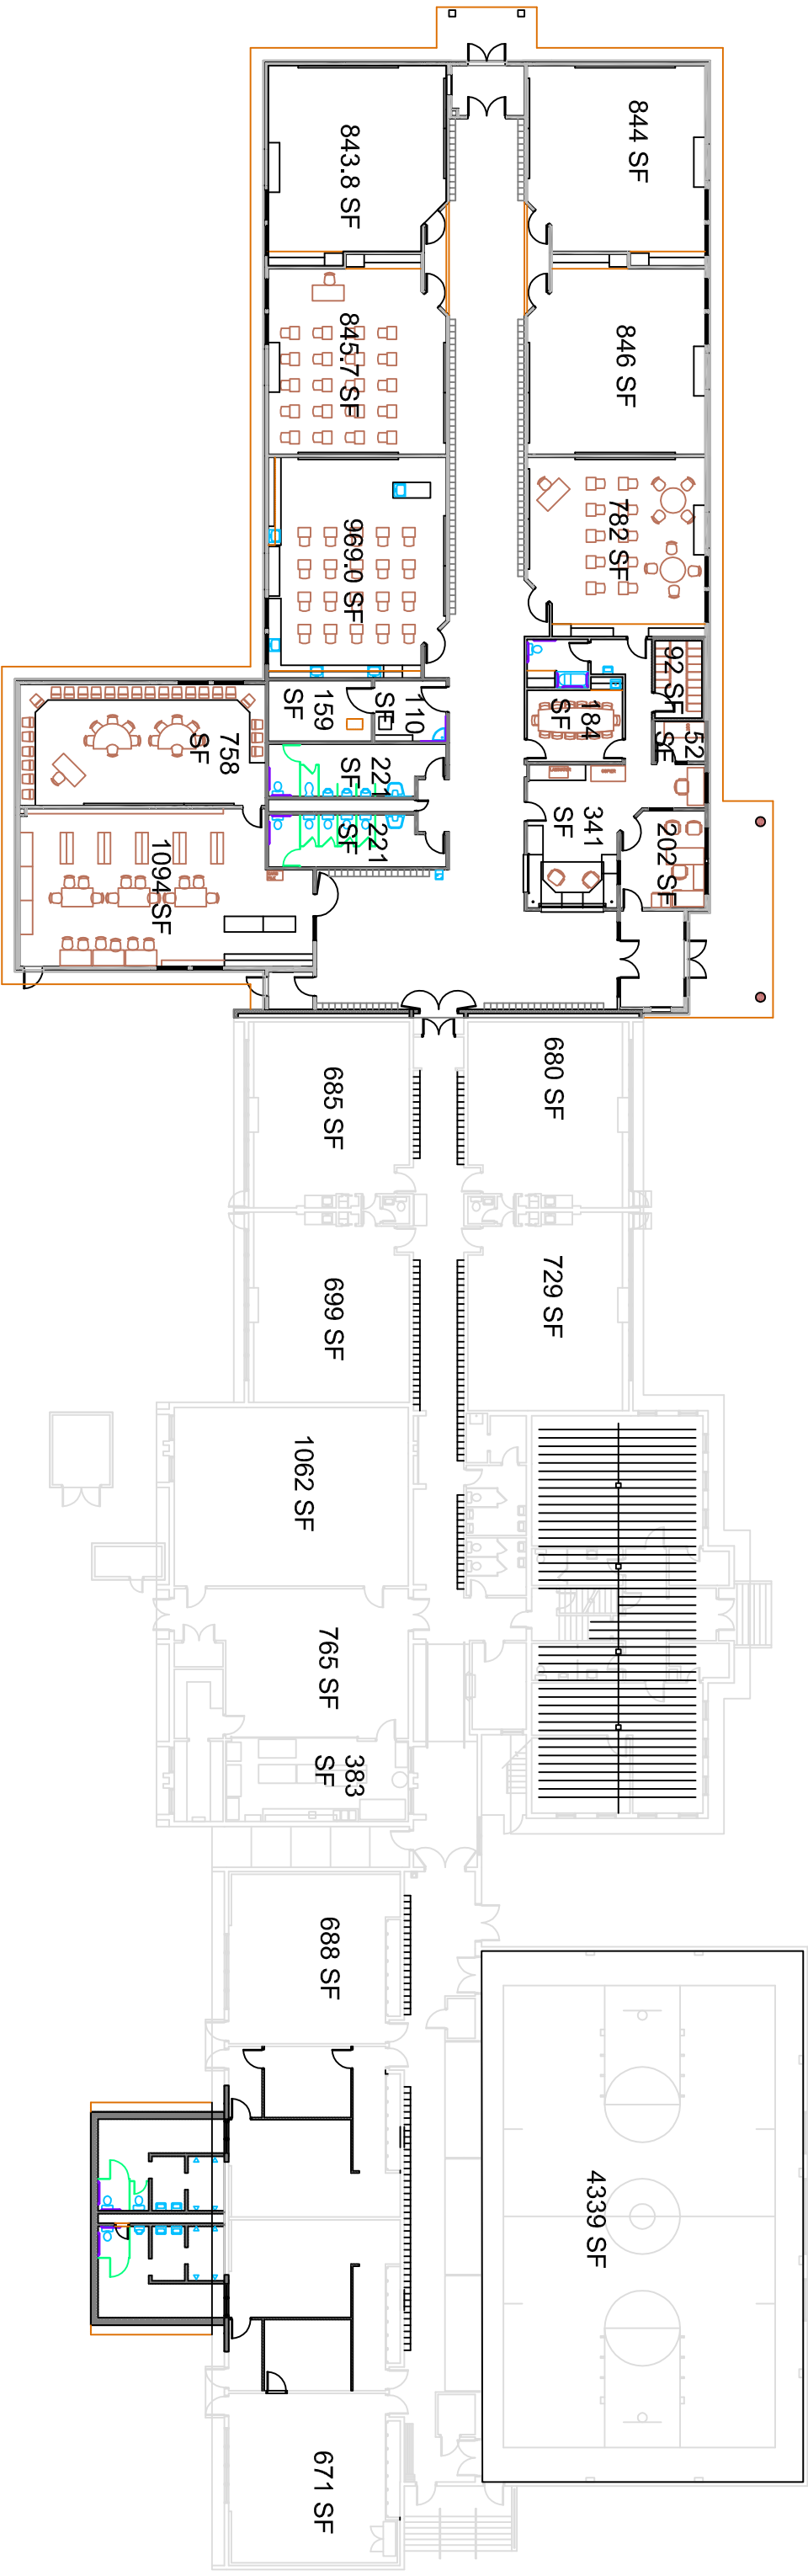 844 SF
843.8 SF
846 SF
845.7 SF
782 SF
969.0 SF
92 SF
52
SF
184
SF
110
SF
159
SF
758
SF
221
SF
221
SF
341
SF
202 SF
1094 SF
680 SF
685 SF
729 SF
699 SF
1062 SF
765 SF
383
SF
688 SF
4339 SF
671 SF